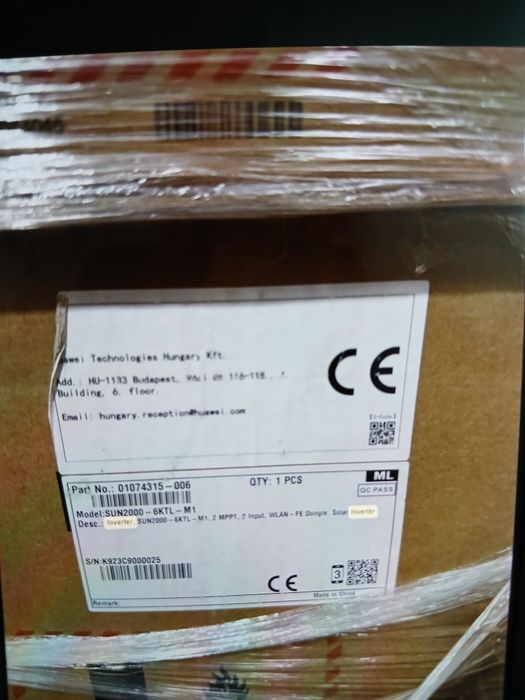 Huawei Technologies Hungary Kft.
CE
Add.: HU-1133 Budapest, Váci út 116-118., 1.
Building, 6. floor.
Email: hungary.reception@huawei.com
Part No.: 01074315-006
QTY: 1 PCS
ML
QC PASS
Model:SUN2000-6KTL-M1
Desc.: Inverter, SUN2000-6KTL-M1, 2 MPPT, 2 Input, WLAN-FE Dongle, Solar Inverter
S/N:K923C9000025
CE
3
Made in China
Remark: